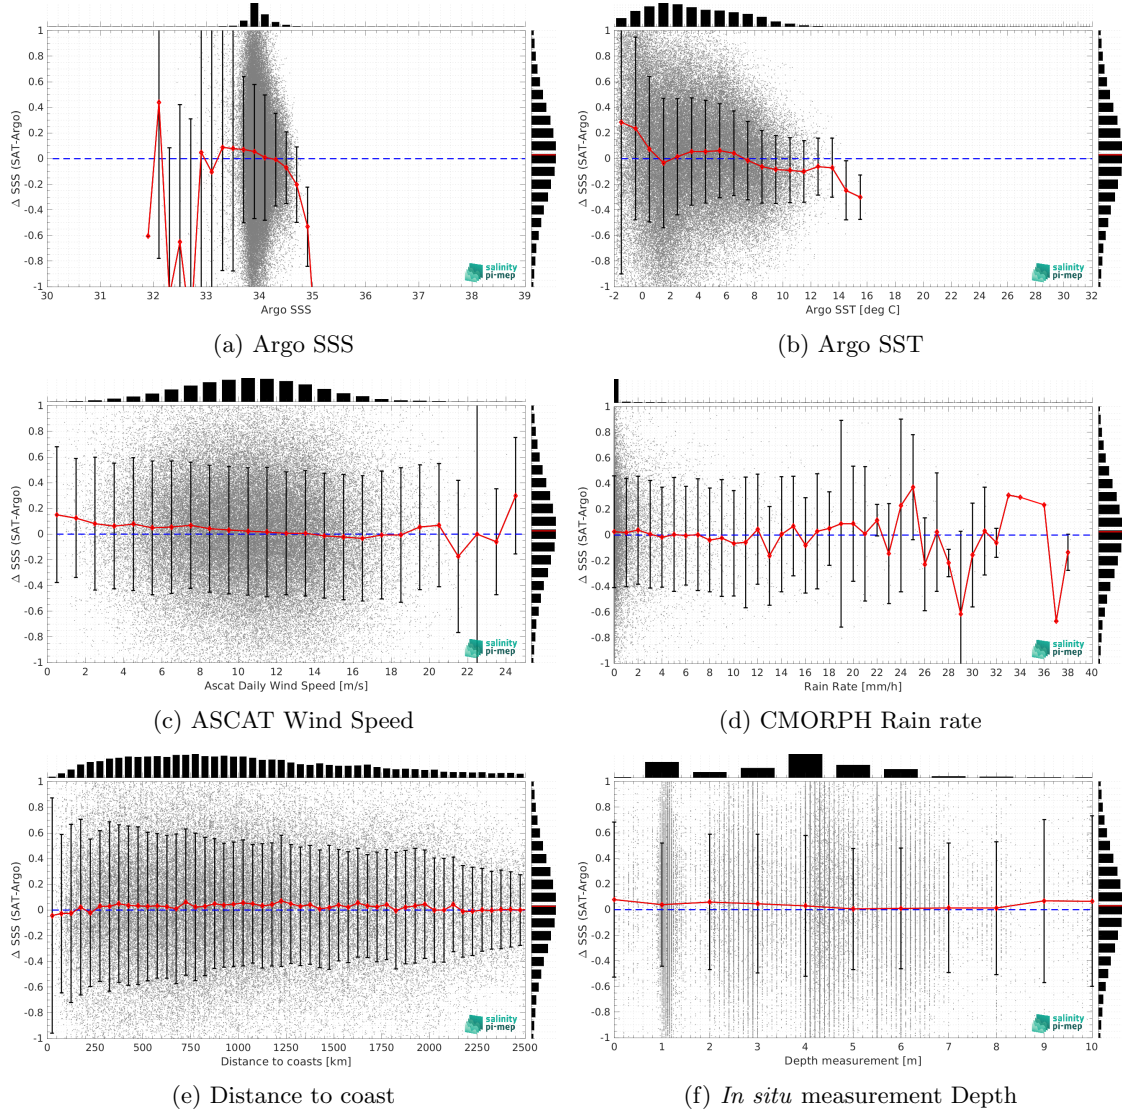 1
0.8
0.6
0.4
0.2
0
-0.2
-0.4
-0.6
-0.8
-1
Δ SSS (SAT-Argo)
30 31 32 33 34 35 36 37 38 39
Argo SSS
salinity
pi-mep
(a) Argo SSS
1
0.8
0.6
0.4
0.2
0
-0.2
-0.4
-0.6
-0.8
-1
Δ SSS (SAT-Argo)
-2 0 2 4 6 8 10 12 14 16 18 20 22 24 26 28 30 32
Argo SST [deg C]
salinity
pi-mep
(b) Argo SST
1
0.8
0.6
0.4
0.2
0
-0.2
-0.4
-0.6
-0.8
-1
Δ SSS (SAT-Argo)
0 2 4 6 8 10 12 14 16 18 20 22 24
Ascat Daily Wind Speed [m/s]
salinity
pi-mep
(c) ASCAT Wind Speed
1
0.8
0.6
0.4
0.2
0
-0.2
-0.4
-0.6
-0.8
-1
Δ SSS (SAT-Argo)
0 2 4 6 8 10 12 14 16 18 20 22 24 26 28 30 32 34 36 38 40
Rain Rate [mm/h]
salinity
pi-mep
(d) CMORPH Rain rate
1
0.8
0.6
0.4
0.2
0
-0.2
-0.4
-0.6
-0.8
-1
Δ SSS (SAT-Argo)
0 250 500 750 1000 1250 1500 1750 2000 2250 2500
Distance to coasts [km]
salinity
pi-mep
(e) Distance to coast
1
0.8
0.6
0.4
0.2
0
-0.2
-0.4
-0.6
-0.8
-1
Δ SSS (SAT-Argo)
0 1 2 3 4 5 6 7 8 9 10
Depth measurement [m]
salinity
pi-mep
(f) In situ measurement Depth